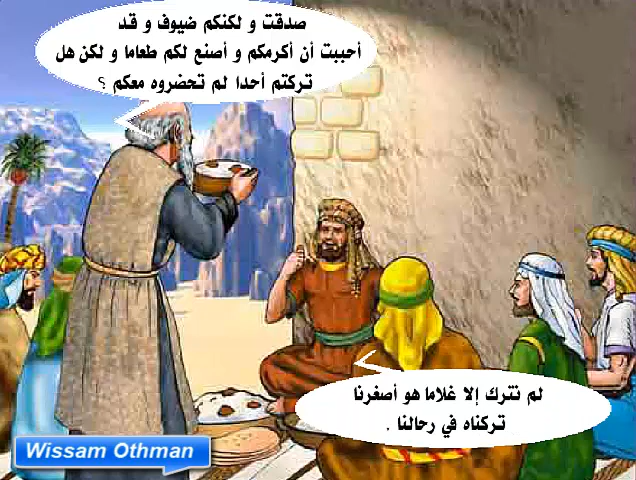 صدقت و لكنكم ضيوف و قد
أحببت أن أكرمكم و أصنع لكم طعاما و لكن هل
تركتم أحدا لم تحضروه معكم ؟
لم نترك إلا غلاما هو أصغرنا
تركناه في رحالنا .
Wissam Othman